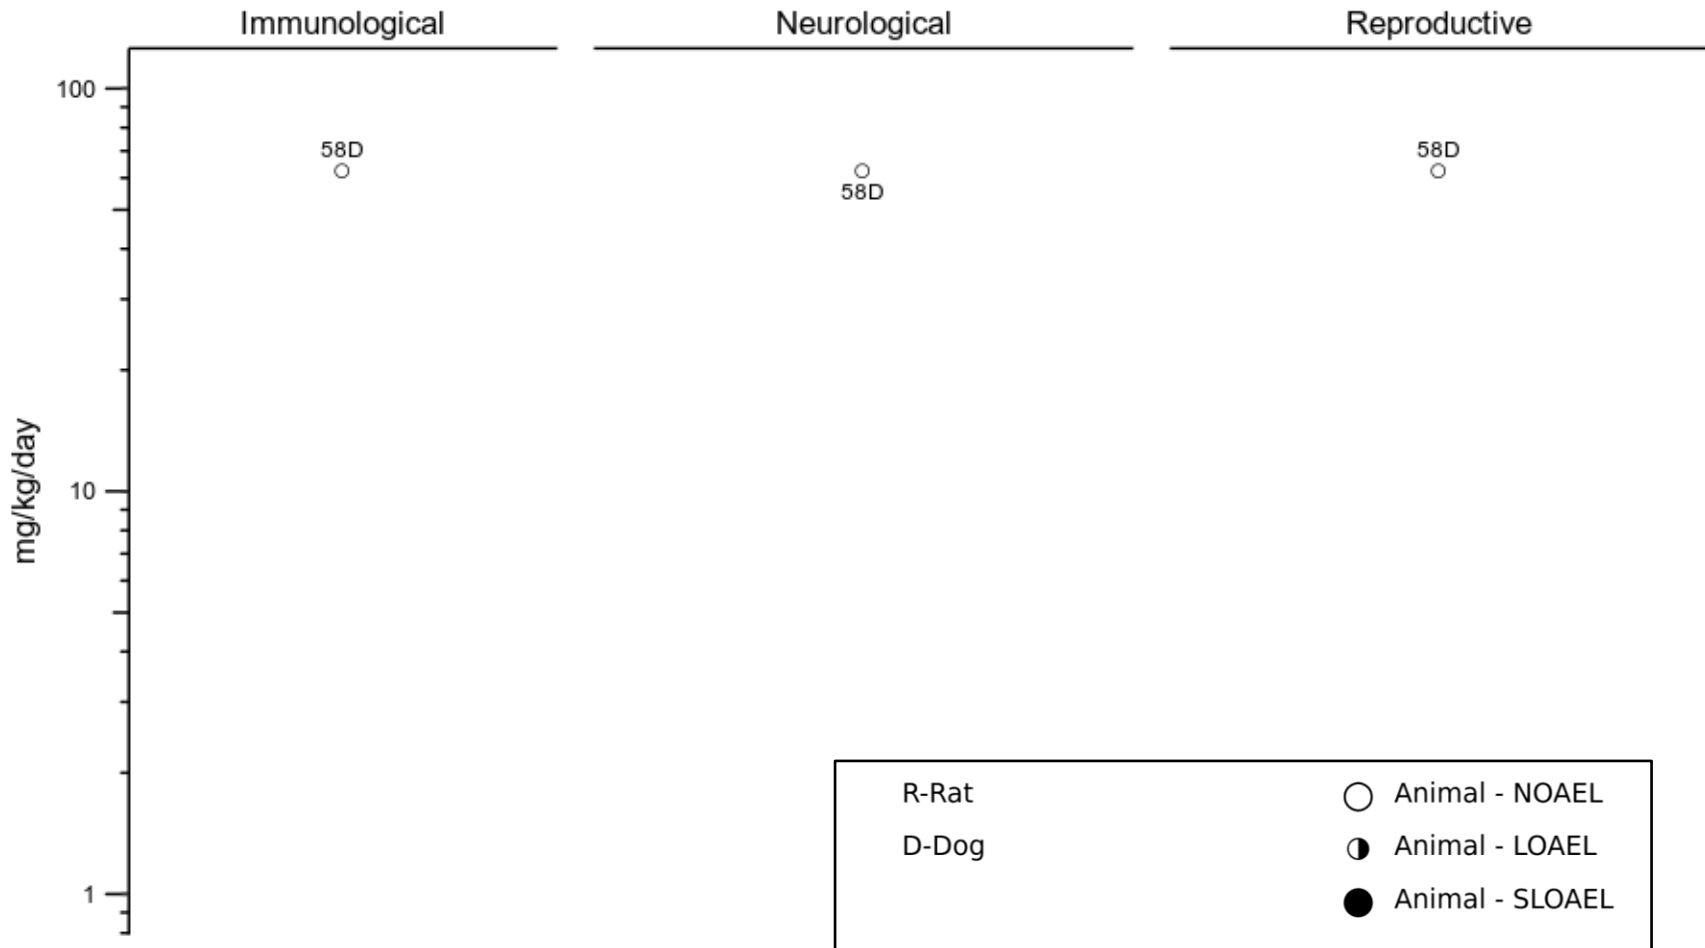 Immunological Neurological Reproductive
100
58D 58D
58D
mg/kg/day
10
R-Rat Animal - NOAEL
D-Dog Animal - LOAEL
1 Animal - SLOAEL